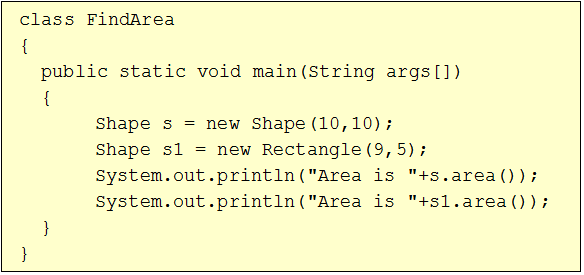 class FindArea
{
public static void main(String args[])
{
Shape s = new Shape(10,10);
Shape s1 = new Rectangle(9,5);
System.out.println("Area is "+s.area());
System.out.println("Area is "+s1.area());
}
}